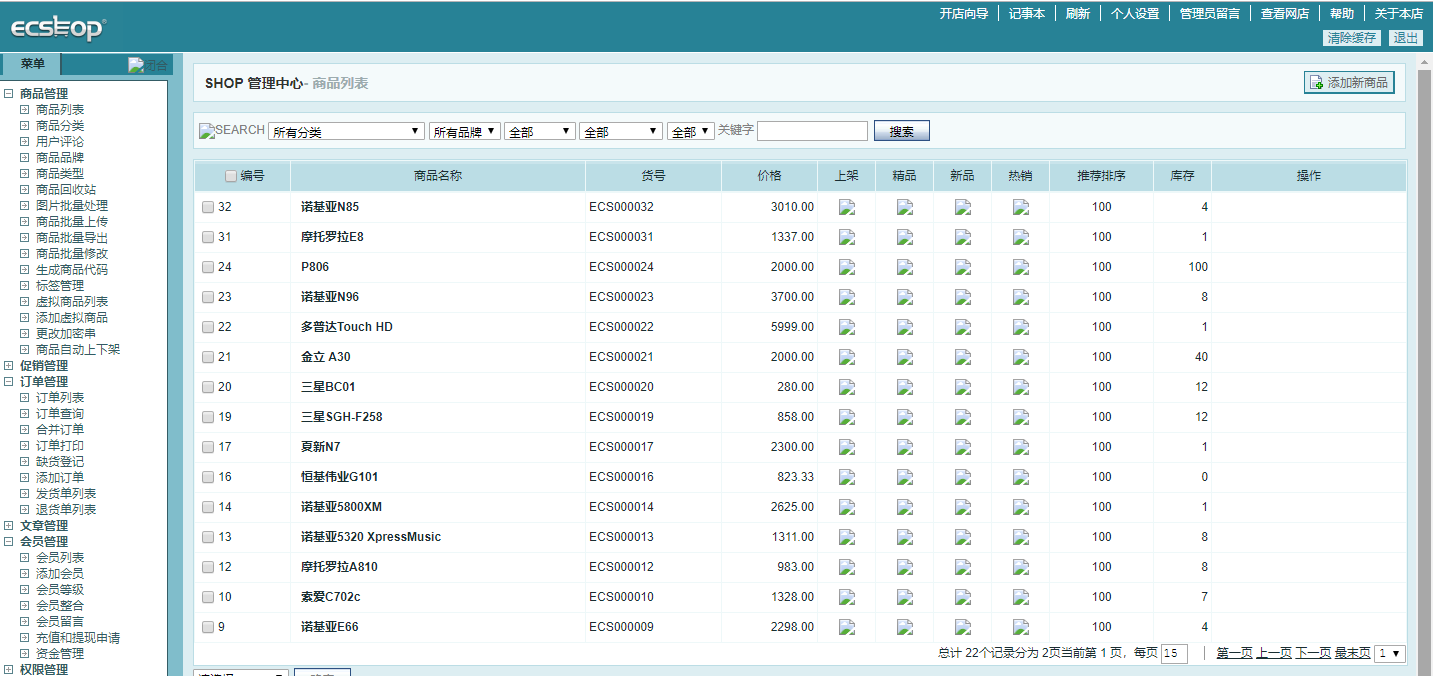 ECSHOP®
开店向导 记事本 刷新 个人设置 管理员留言 查看网店 帮助 关于本店
清除缓存 退出
菜单 闭合
商品管理
商品列表
商品分类
用户评论
商品品牌
商品类型
商品回收站
图片批量处理
商品批量上传
商品批量导出
商品批量修改
生成商品代码
标签管理
虚拟商品列表
添加虚拟商品
更改加密串
商品自动上下架
促销管理
订单管理
订单列表
订单查询
合并订单
订单打印
缺货登记
添加订单
发货单列表
退货单列表
文章管理
会员管理
会员列表
添加会员
会员等级
会员整合
会员留言
充值和提现申请
资金管理
权限管理
SHOP 管理中心- 商品列表 添加新商品
SEARCH 所有分类 所有品牌 全部 全部 全部 关键字 搜索
编号 商品名称 货号 价格 上架 精品 新品 热销 推荐排序 库存 操作
32 诺基亚N85 ECS000032 3010.00 100 4
31 摩托罗拉E8 ECS000031 1337.00 100 1
24 P806 ECS000024 2000.00 100 100
23 诺基亚N96 ECS000023 3700.00 100 8
22 多普达Touch HD ECS000022 5999.00 100 1
21 金立 A30 ECS000021 2000.00 100 40
20 三星BC01 ECS000020 280.00 100 12
19 三星SGH-F258 ECS000019 858.00 100 12
17 夏新N7 ECS000017 2300.00 100 1
16 恒基伟业G101 ECS000016 823.33 100 0
14 诺基亚5800XM ECS000014 2625.00 100 1
13 诺基亚5320 XpressMusic ECS000013 1311.00 100 8
12 摩托罗拉A810 ECS000012 983.00 100 8
10 索爱C702c ECS000010 1328.00 100 7
9 诺基亚E66 ECS000009 2298.00 100 4
总计 22个记录分为 2页当前第 1 页，每页 15 | 第一页 上一页 下一页 最末页 1